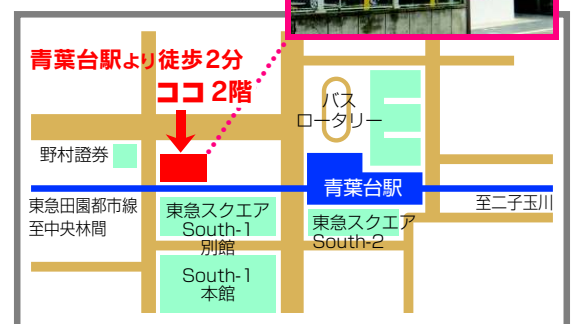 青葉台駅より徒歩2分
ココ 2階
バス
ロータリー
野村證券
青葉台駅
東急田園都市線
至中央林間
至二子玉川
東急スクエア
South-1
別館
東急スクエア
South-2
South-1
本館